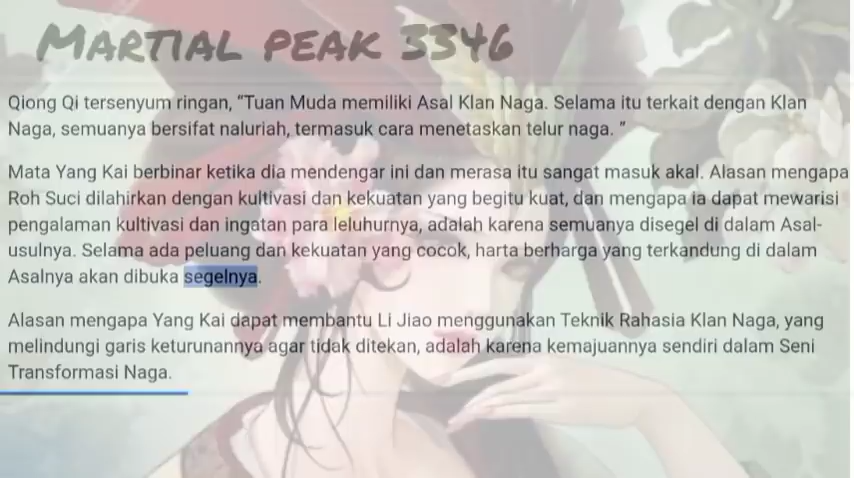 MARTIAL PEAK 3346
Qiong Qi tersenyum ringan, “Tuan Muda memiliki Asal Klan Naga. Selama itu terkait dengan Klan
Naga, semuanya bersifat naluriah, termasuk cara menetaskan telur naga. ”
Mata Yang Kai berbinar ketika dia mendengar ini dan merasa itu sangat masuk akal. Alasan mengapa
Roh Suci dilahirkan dengan kultivasi dan kekuatan yang begitu kuat, dan mengapa ia dapat mewarisi
pengalaman kultivasi dan ingatan para leluhurnya, adalah karena semuanya disegel di dalam Asal-
usulnya. Selama ada peluang dan kekuatan yang cocok, harta berharga yang terkandung di dalam
Asalnya akan dibuka segelnya.
Alasan mengapa Yang Kai dapat membantu Li Jiao menggunakan Teknik Rahasia Klan Naga, yang
melindungi garis keturunannya agar tidak ditekan, adalah karena kemajuannya sendiri dalam Seni
Transformasi Naga.